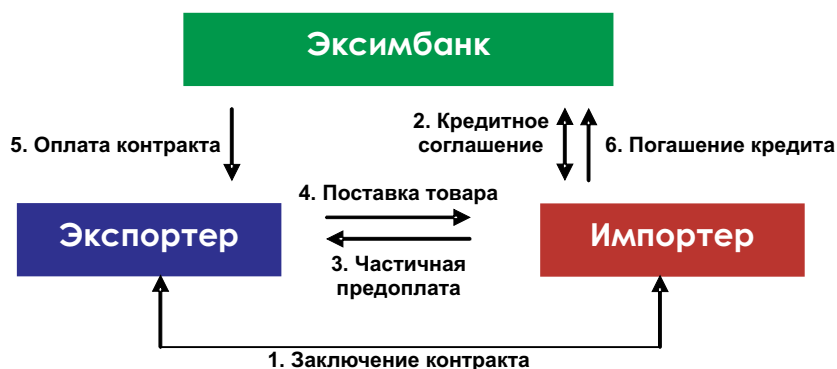 Эксимбанк
5. Оплата контракта
2. Кредитное
соглашение
6. Погашение кредита
4. Поставка товара
Экспортер
Импортер
3. Частичная
предоплата
1. Заключение контракта